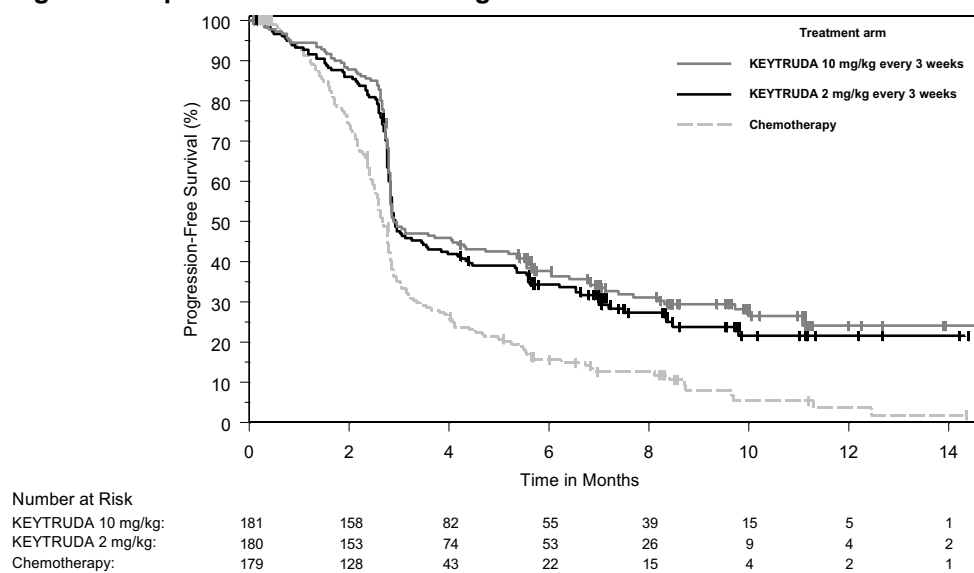 100
Treatment arm
90
KEYTRUDA 10 mg/kg every 3 weeks
80
KEYTRUDA 2 mg/kg every 3 weeks
70
Chemotherapy
60
50
40
30
20
10
0
Progression-Free Survival (%)
0 2 4 6 8 10 12 14
Time in Months
Number at Risk
KEYTRUDA 10 mg/kg: 181 158 82 55 39 15 5 1
KEYTRUDA 2 mg/kg: 180 153 74 53 26 9 4 2
Chemotherapy: 179 128 43 22 15 4 2 1